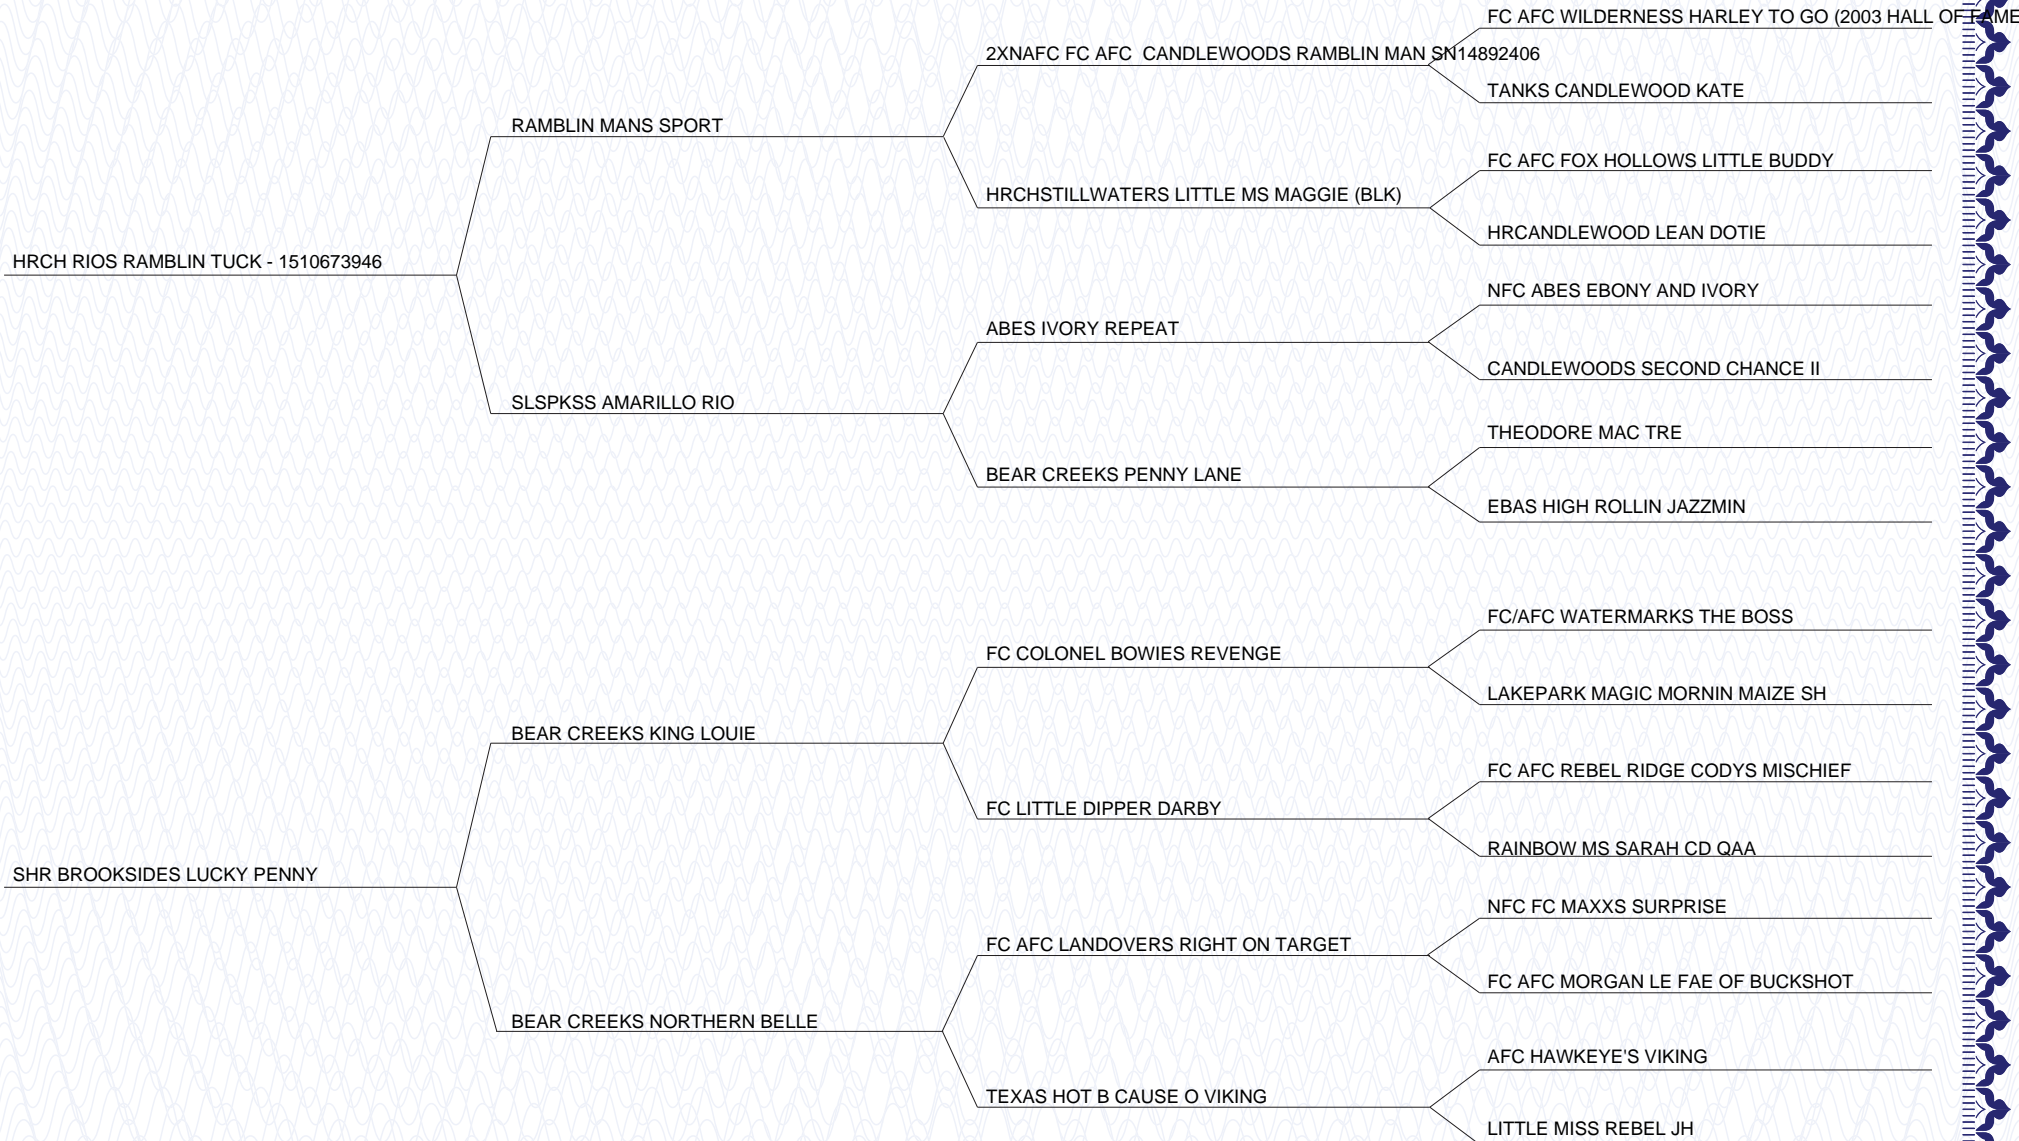 FC AFC WILDERNESS HARLEY TO GO (2003 HALL OF FAME
2XNAFC FC AFC  CANDLEWOODS RAMBLIN MAN SN14892406
TANKS CANDLEWOOD KATE
RAMBLIN MANS SPORT
FC AFC FOX HOLLOWS LITTLE BUDDY
HRCHSTILLWATERS LITTLE MS MAGGIE (BLK)
HRCANDLEWOOD LEAN DOTIE
HRCH RIOS RAMBLIN TUCK - 1510673946
NFC ABES EBONY AND IVORY
ABES IVORY REPEAT
CANDLEWOODS SECOND CHANCE II
SLSPKSS AMARILLO RIO
THEODORE MAC TRE
BEAR CREEKS PENNY LANE
EBAS HIGH ROLLIN JAZZMIN
FC/AFC WATERMARKS THE BOSS
FC COLONEL BOWIES REVENGE
LAKEPARK MAGIC MORNIN MAIZE SH
BEAR CREEKS KING LOUIE
FC AFC REBEL RIDGE CODYS MISCHIEF
FC LITTLE DIPPER DARBY
RAINBOW MS SARAH CD QAA
SHR BROOKSIDES LUCKY PENNY
NFC FC MAXXS SURPRISE
FC AFC LANDOVERS RIGHT ON TARGET
FC AFC MORGAN LE FAE OF BUCKSHOT
BEAR CREEKS NORTHERN BELLE
AFC HAWKEYE'S VIKING
TEXAS HOT B CAUSE O VIKING
LITTLE MISS REBEL JH